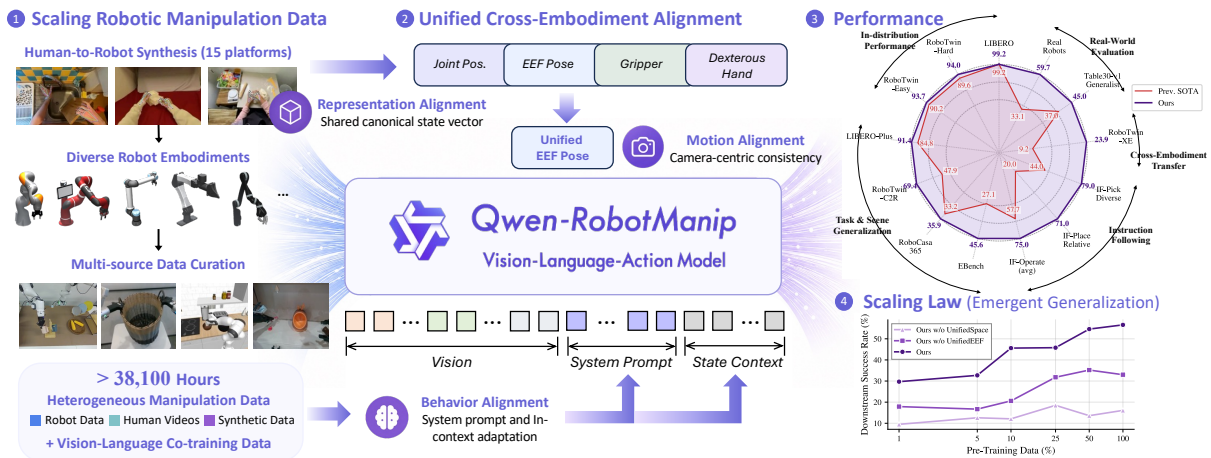 1 Scaling Robotic Manipulation Data
Human-to-Robot Synthesis (15 platforms)
Diverse Robot Embodiments
...
Multi-source Data Curation
> 38,100 Hours
Heterogeneous Manipulation Data
Robot Data Human Videos Synthetic Data
+ Vision-Language Co-training Data
2 Unified Cross-Embodiment Alignment
Joint Pos. EEF Pose Gripper Dexterous
Hand
Representation Alignment
Shared canonical state vector
Unified
EEF Pose
Motion Alignment
Camera-centric consistency
Qwen-RobotManip
Vision-Language-Action Model
... ... ... ...
Vision System Prompt State Context
Behavior Alignment
System prompt and In-
context adaptation
3 Performance
In-distribution
Performance
Real-World
Evaluation
Cross-Embodiment
Transfer
Instruction
Following
Task & Scene
Generalization
Prev. SOTA
Ours
LIBERO
99.2
99.2
Real
Robots
59.7
33.1
Table30-v1
Generalist
45.0
37.0
RoboTwin
-XE
23.9
9.2
IF-Pick
Diverse
79.0
44.0
IF-Place
Relative
71.0
20.0
IF-Operate
(avg)
75.0
57.7
EBench
45.6
27.1
RoboCasa
365
35.9
33.2
RoboTwin
-C2R
69.4
47.9
LIBERO-Plus
91.4
84.8
RoboTwin
-Easy
93.7
90.2
RoboTwin
-Hard
94.0
89.6
4 Scaling Law (Emergent Generalization)
Downstream Success Rate (%)
50
40
30
20
10
Ours w/o UnifiedSpace
Ours w/o UnifiedEEF
Ours
1 5 10 25 50 100
Pre-Training Data (%)